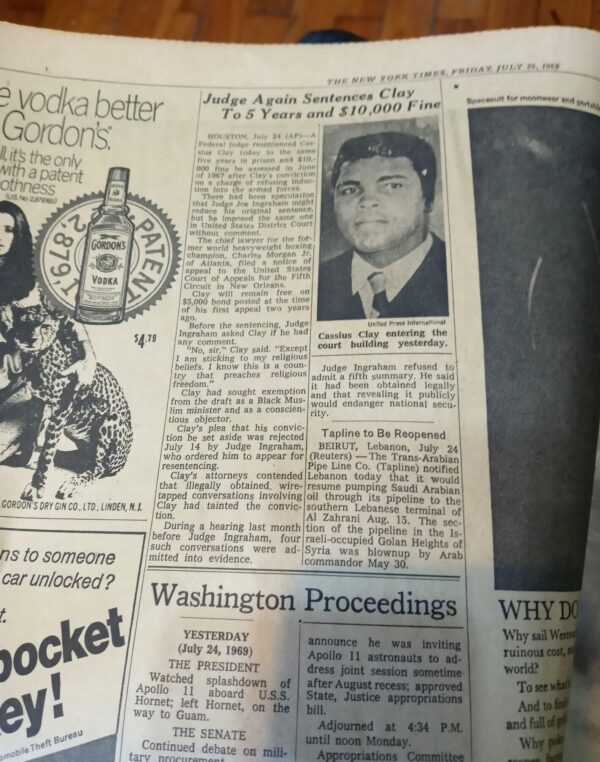 THE NEW YORK TIMES, FRIDAY, JULY 25, 1969
vodka better
Gordon's.
it's the only
with a patent
(US No. 2,879,165)
PATENT
2,879,1
GORDON'S
VODKA
$4.79
GORDON'S DRY GIN CO., LTD., LINDEN, N.J.
to someone
car unlocked?
ey!
omobile Theft Bureau
Judge Again Sentences Clay
To 5 Years and $10,000 Fine
HOUSTON, July 24 (AP)—A
Federal judge resentenced Cas-
sius Clay today to the same
five years in prison and $10,-
000 fine he assessed in June
of 1967 after Clay's conviction
on a charge of refusing induc-
tion into the armed forces.
There had been speculation
that Judge Joe Ingraham might
reduce his original sentence,
but he imposed the same one
in United States District Court
without comment.
The chief lawyer for the for-
mer world heavyweight boxing
champion, Charles Morgan Jr.
of Atlanta, filed a notice of
appeal to the United States
Court of Appeals for the Fifth
Circuit in New Orleans.
Clay will remain free on
$5,000 bond posted at the time
of his first appeal two years
ago.
Before the sentencing, Judge
Ingraham asked Clay if he had
any comment.
"No, sir," Clay said. "Except
I am sticking to my religious
beliefs. I know this is a coun-
try that preaches religious
freedom."
Clay had sought exemption
from the draft as a Black Mus-
lim minister and as a conscien-
tious objector.
Clay's plea that his convic-
tion be set aside was rejected
July 14 by Judge Ingraham,
who ordered him to appear for
resentencing.
Clay's attorneys contended
that illegally obtained, wire-
tapped conversations involving
Clay had tainted the convic-
tion.
During a hearing last month
before Judge Ingraham, four
such conversations were ad-
mitted into evidence.
United Press International
Cassius Clay entering the
court building yesterday.
Judge Ingraham refused to
admit a fifth summary. He said
it had been obtained legally
and that revealing it publicly
would endanger national secu-
rity.
Tapline to Be Reopened
BEIRUT, Lebanon, July 24
(Reuters) — The Trans-Arabian
Pipe Line Co. (Tapline) notified
Lebanon today that it would
resume pumping Saudi Arabian
oil through its pipeline to the
southern Lebanese terminal of
Al Zahrani Aug. 15. The sec-
tion of the pipeline in the Is-
raeli-occupied Golan Heights of
Syria was blownup by Arab
commandor May 30.
Washington Proceedings
YESTERDAY
(July 24, 1969)
THE PRESIDENT
Watched splashdown of
Apollo 11 aboard U.S.S.
Hornet; left Hornet, on the
way to Guam.
THE SENATE
Continued debate on mili-
tary procurement
announce he was inviting
Apollo 11 astronauts to ad-
dress joint session sometime
after August recess; approved
State, Justice appropriations
bill.
Adjourned at 4:34 P.M.
until noon Monday.
Appropriations Committee
Spacesuit for moonwear and
WHY DO
Why sail
ruinous cost,
world?
To see what
And to find
and full of
Why